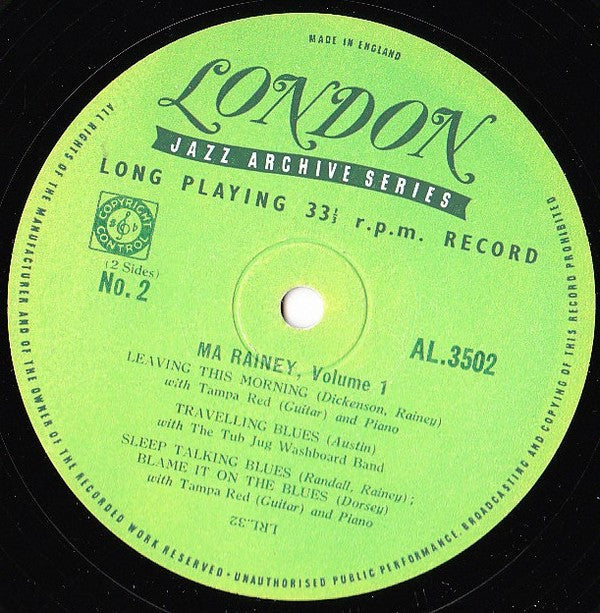 MADE IN ENGLAND
LONDON
JAZZ ARCHIVE SERIES
LONG PLAYING 33⅓ r.p.m. RECORD
COPYRIGHT
CONTROL
(2 Sides)
No. 2
AL.3502
MA RAINEY, Volume 1
LEAVING THIS MORNING (Dickenson, Rainey)
with Tampa Red (Guitar) and Piano
TRAVELLING BLUES (Austin)
with The Tub Jug Washboard Band
SLEEP TALKING BLUES (Randall, Rainey);
BLAME IT ON THE BLUES (Dorsey)
with Tampa Red (Guitar) and Piano
LRL..32
ALL RIGHTS OF THE MANUFACTURER AND OF THE OWNER OF THE RECORDED WORK RESERVED · UNAUTHORISED PUBLIC PERFORMANCE, BROADCASTING AND COPYING OF THIS RECORD PROHIBITED